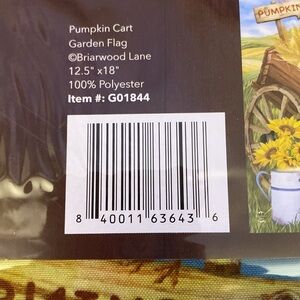 Pumpkin Cart
Garden Flag
©Briarwood Lane
12.5" x18"
100% Polyester
Item #: G01844
8 40011 63643 6
PUMPKIN